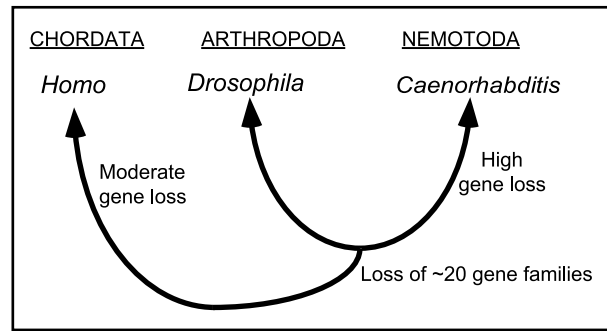 CHORDATA ARTHROPODA NEMOTODA
Homo Drosophila Caenorhabditis
Moderate
gene loss
High
gene loss
Loss of ~20 gene families